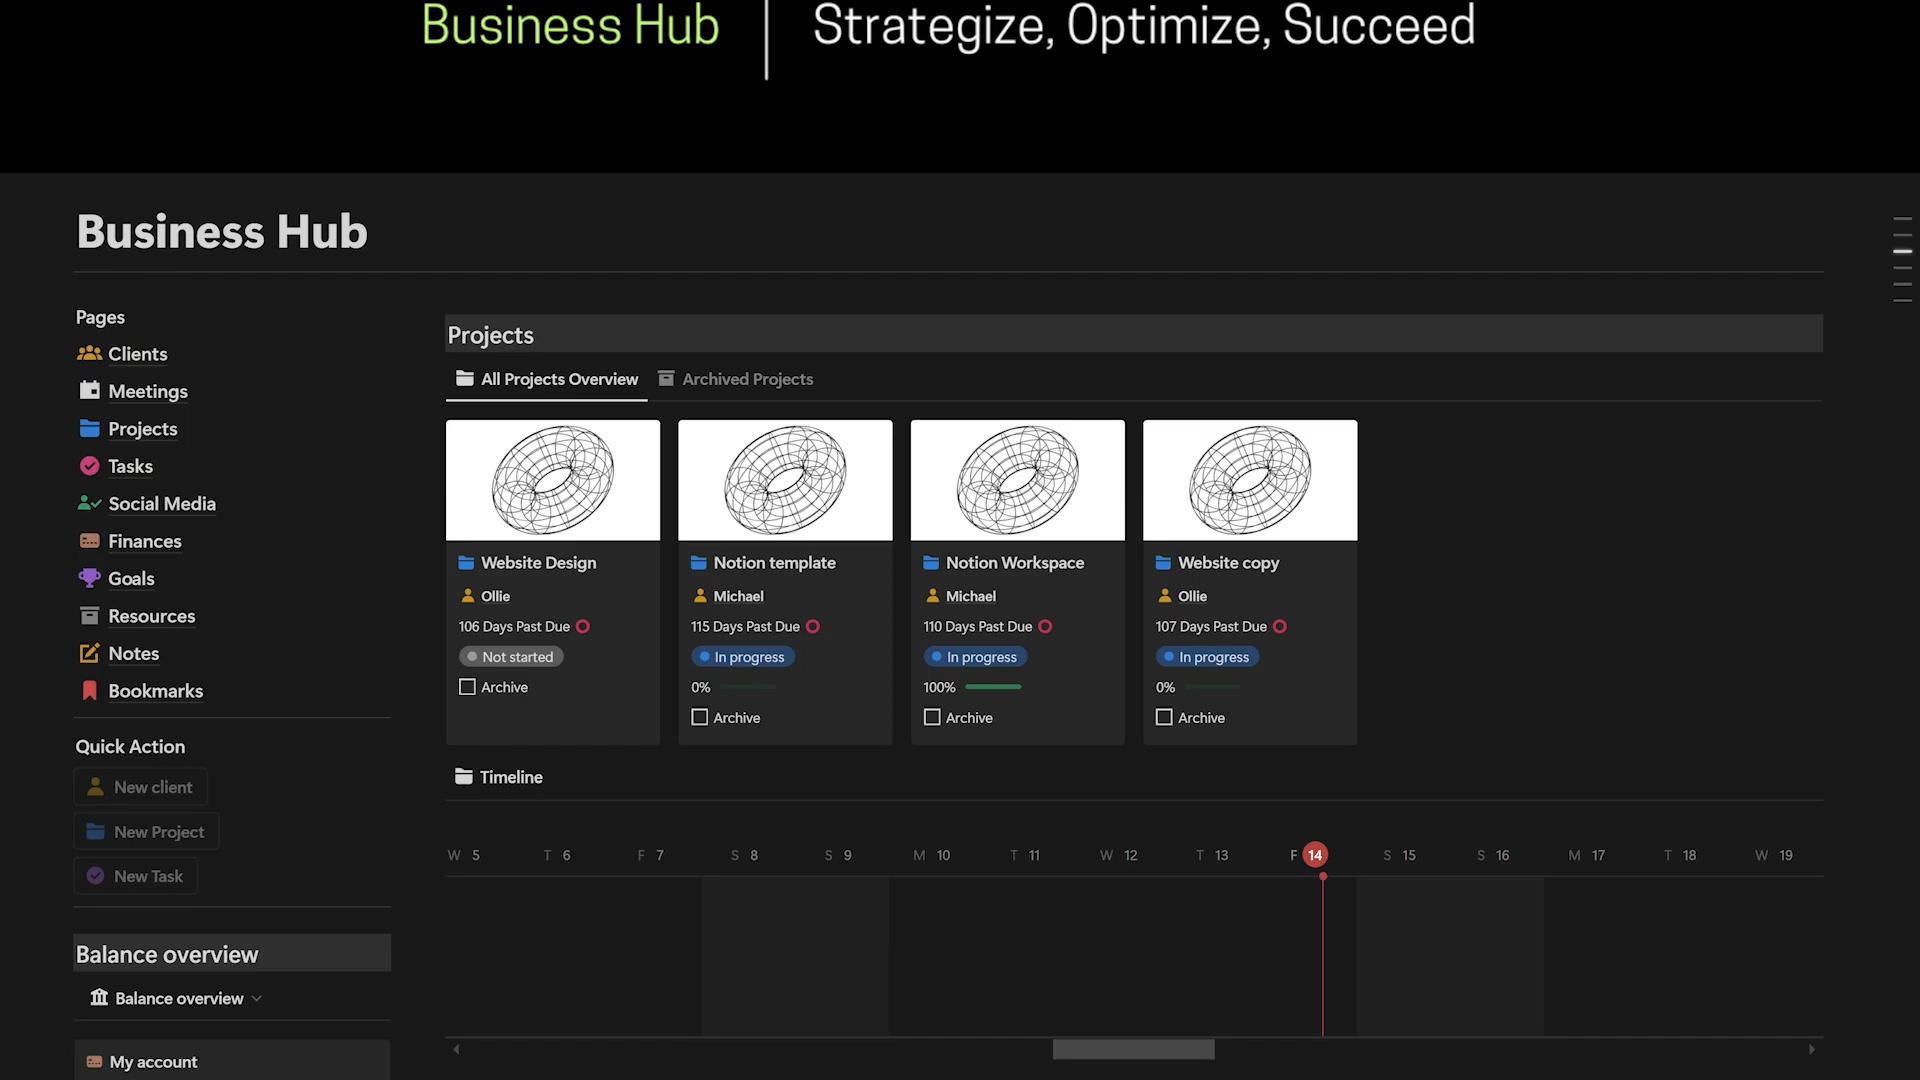 Business Hub | Strategize, Optimize, Succeed
Business Hub
Pages
Clients
Meetings
Projects
Tasks
Social Media
Finances
Goals
Resources
Notes
Bookmarks
Quick Action
New client
New Project
New Task
Balance overview
Balance overview
My account
Projects
All Projects Overview
Archived Projects
Website Design
Ollie
106 Days Past Due
Not started
Archive
Notion template
Michael
115 Days Past Due
In progress
0%
Archive
Notion Workspace
Michael
110 Days Past Due
In progress
100%
Archive
Website copy
Ollie
107 Days Past Due
In progress
0%
Archive
Timeline
W 5 T 6 F 7 S 8 S 9 M 10 T 11 W 12 T 13 F 14 S 15 S 16 M 17 T 18 W 19